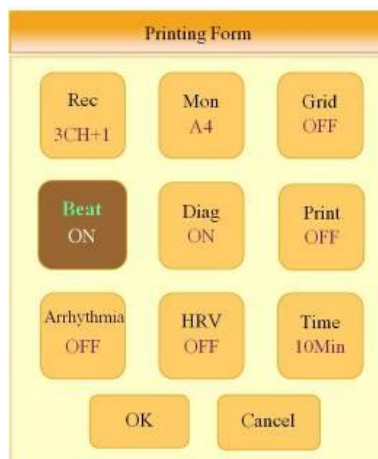 Printing Form
Rec
3CH+1
Mon
A4
Grid
OFF
Beat
ON
Diag
ON
Print
OFF
Arrhythmia
OFF
HRV
OFF
Time
10Min
OK
Cancel